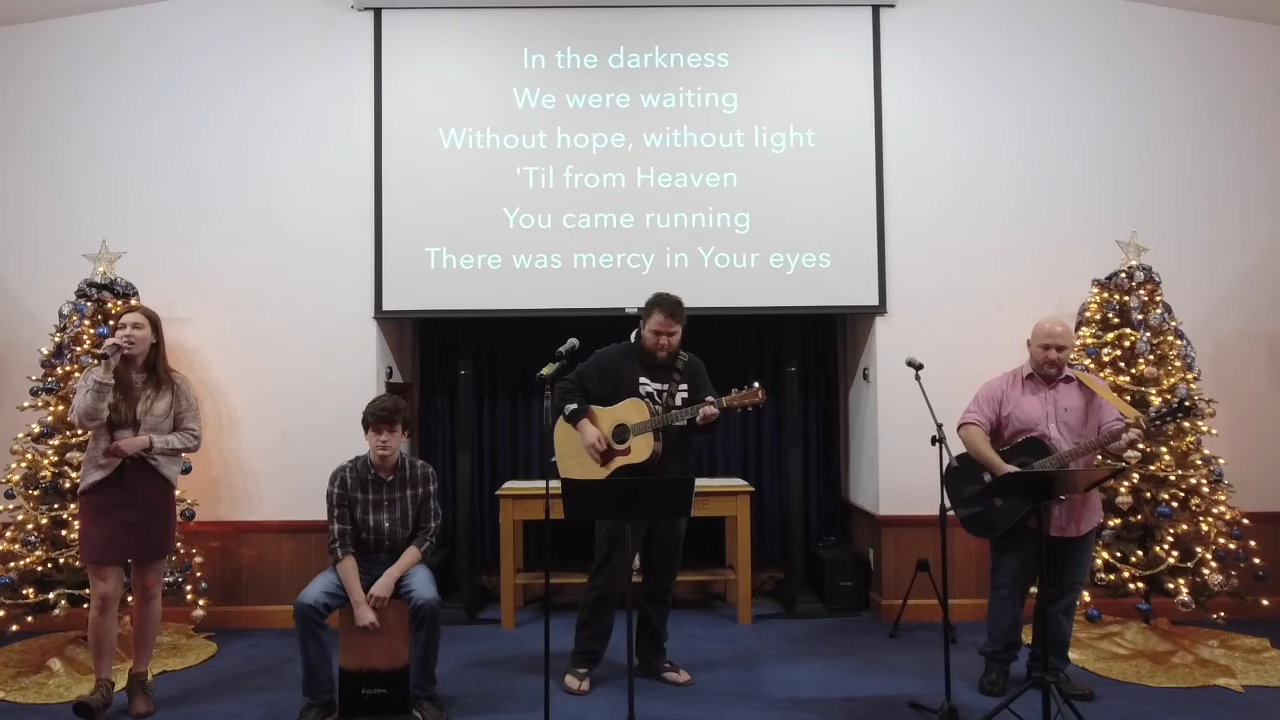 In the darkness
We were waiting
Without hope, without light
'Til from Heaven
You came running
There was mercy in Your eyes
tycoon